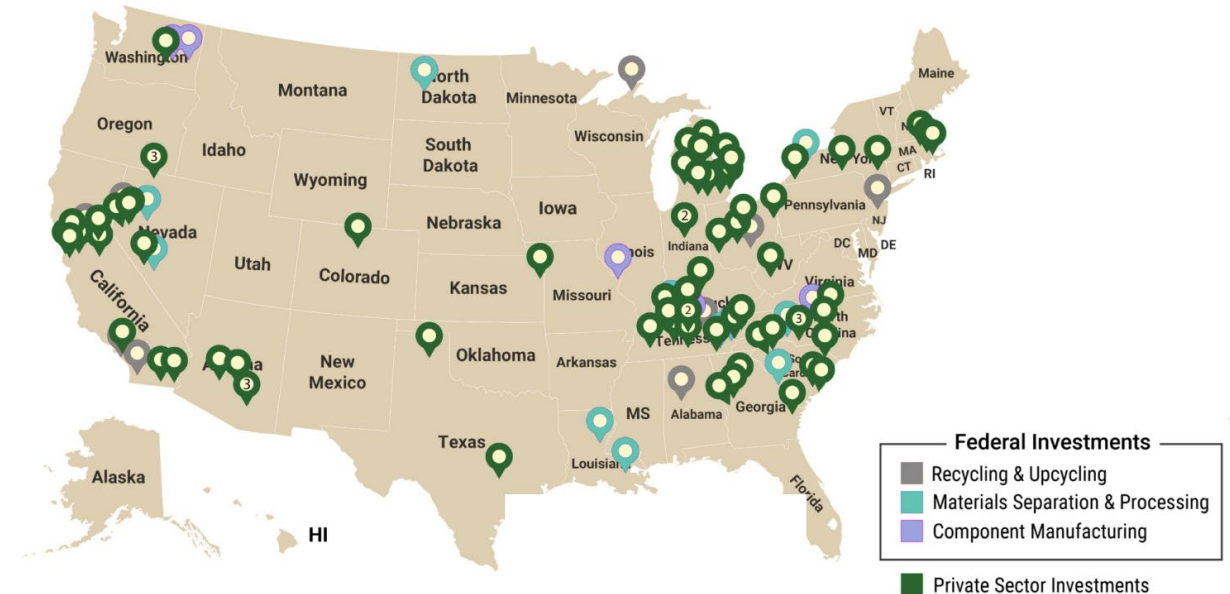 Washington
Montana
North
Dakota
Minnesota
Maine
VT
Oregon
Idaho
South
Dakota
Wisconsin
MA
CT
RI
3
Wyoming
Iowa
Pennsylvania
NJ
Nebraska
2
Indiana
Nevada
Utah
Colorado
DC
MD
DE
California
Kansas
Missouri
Virginia
2
3
Oklahoma
Arkansas
New
Mexico
3
MS
Alabama
Georgia
Texas
Florida
Alaska
HI
Federal Investments
Recycling & Upcycling
Materials Separation & Processing
Component Manufacturing
Private Sector Investments